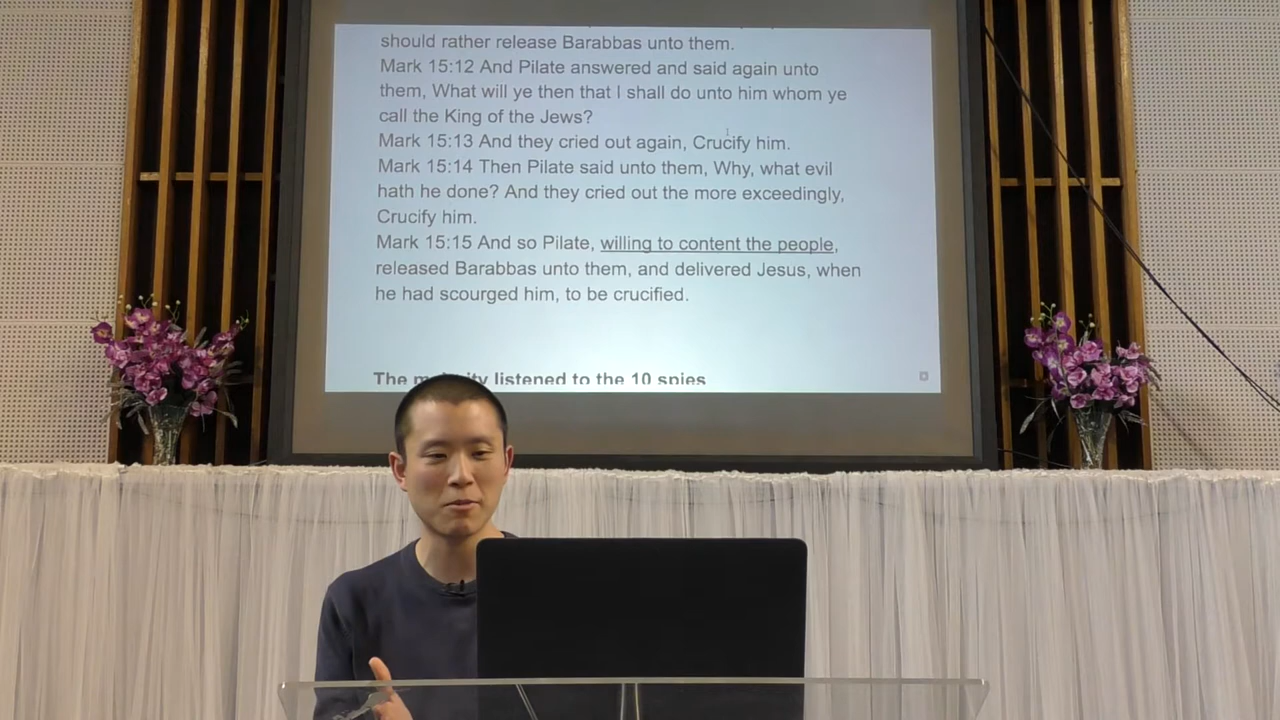 should rather release Barabbas unto them.
Mark 15:12 And Pilate answered and said again unto
them, What will ye then that I shall do unto him whom ye
call the King of the Jews?
Mark 15:13 And they cried out again, Crucify him.
Mark 15:14 Then Pilate said unto them, Why, what evil
hath he done? And they cried out the more exceedingly,
Crucify him.
Mark 15:15 And so Pilate, willing to content the people,
released Barabbas unto them, and delivered Jesus, when
he had scourged him, to be crucified.
The majority listened to the 10 spies